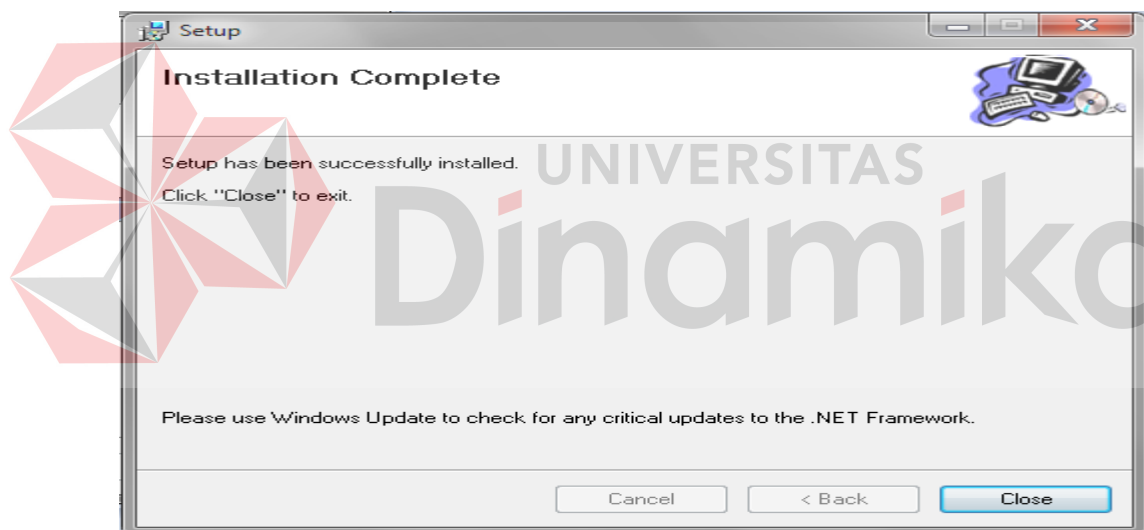 Setup
Installation Complete
Setup has been successfully installed.
Click "Close" to exit.
UNIVERSITAS
Dinamika
Please use Windows Update to check for any critical updates to the .NET Framework.
Cancel
< Back
Close